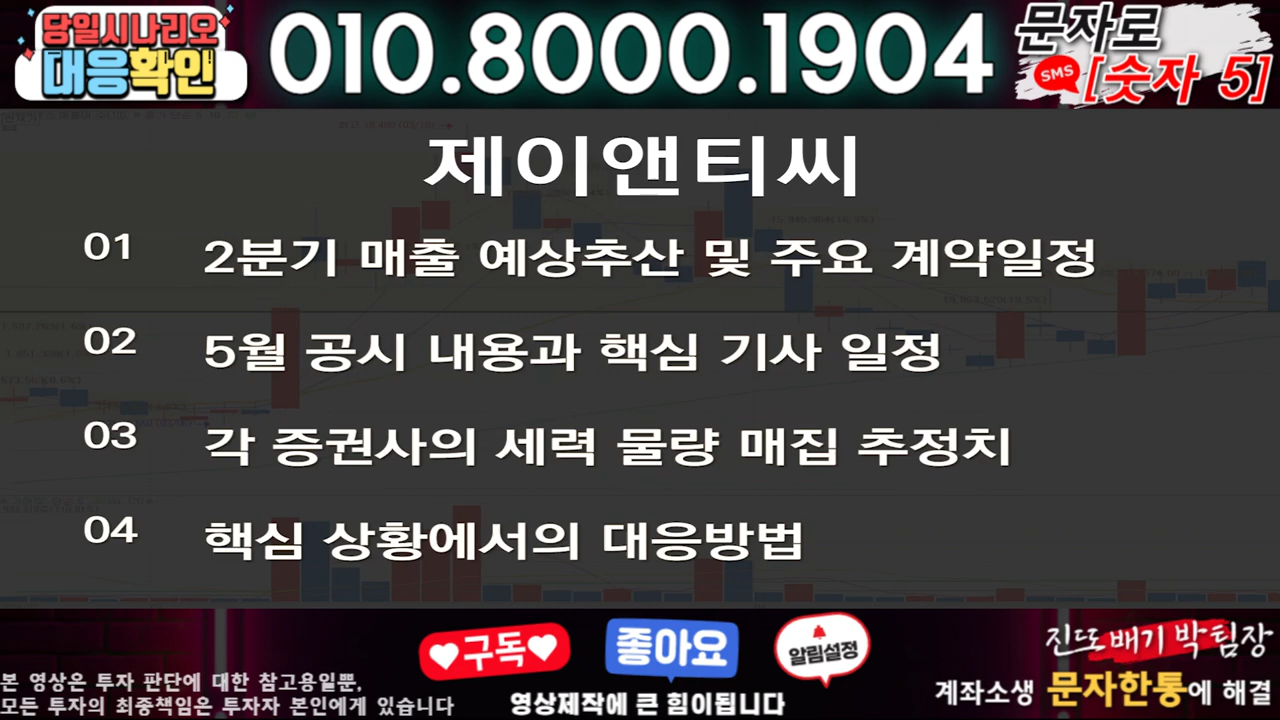 당일시나리오
대응확인
010.8000.1904
문자로
SMS
[숫자 5]
제이앤티씨
01 2분기 매출 예상추산 및 주요 계약일정
02 5월 공시 내용과 핵심 기사 일정
03 각 증권사의 세력 물량 매집 추정치
04 핵심 상황에서의 대응방법
구독
좋아요
알림설정
영상제작에 큰 힘이됩니다
본 영상은 투자 판단에 대한 참고용일뿐,
모든 투자의 최종책임은 투자자 본인에게 있습니다
진또배기 박팀장
계좌소생 문자한통에 해결